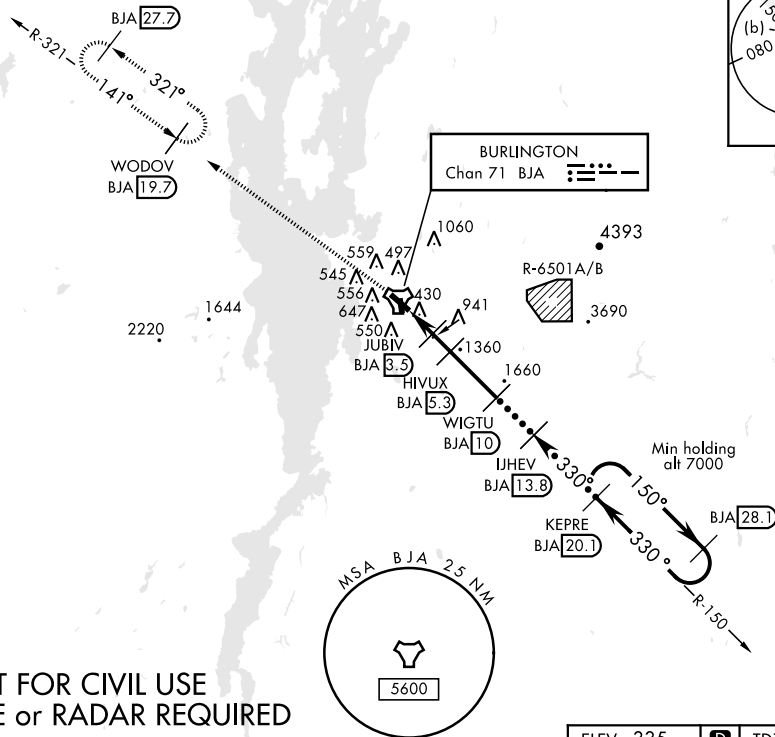 BJA 27.7
R-321
321°
141°
WODOV
BJA 19.7
150
(b)
080
BURLINGTON
Chan 71 BJA
1060
4393
559
497
545
R-6501A/B
556
430
941
3690
647
1644
2220
550
JUBIV
BJA 3.5
1360
HIVUX
BJA 5.3
1660
WIGTU
BJA 10
IJHEV
BJA 13.8
330°
150°
Min holding
alt 7000
BJA 28.1
KEPRE
BJA 20.1
330°
R-150
MSA BJA 25 NM
5600
T FOR CIVIL USE
E or RADAR REQUIRED
ELEV 335 D